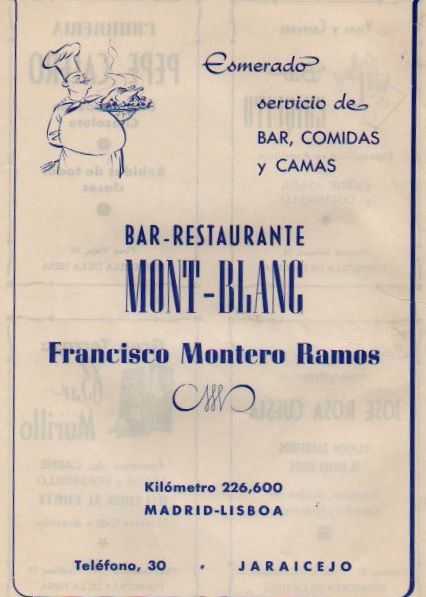 Esmerado
servicio de
BAR, COMIDAS
y CAMAS
BAR-RESTAURANTE
MONT-BLANC
Francisco Montero Ramos
Kilómetro 226,600
MADRID-LISBOA
Teléfono, 30 - JARAICEJO